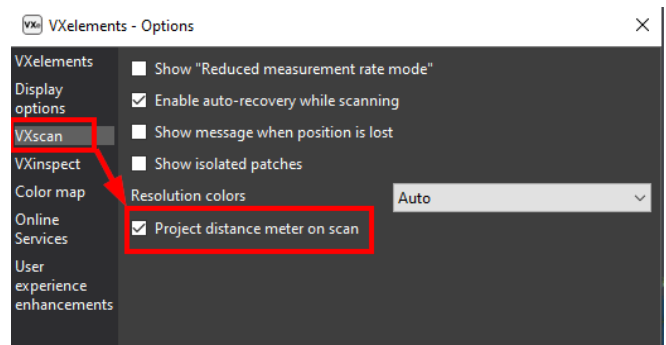 VXe VXelements - Options
VXelements
Display
options
VXscan
VXinspect
Color map
Online
Services
User
experience
enhancements
Show "Reduced measurement rate
mode"
Enable auto-recovery while scanning
Show message when position is lost
Show isolated patches
Resolution colors Auto
Project distance meter on scan